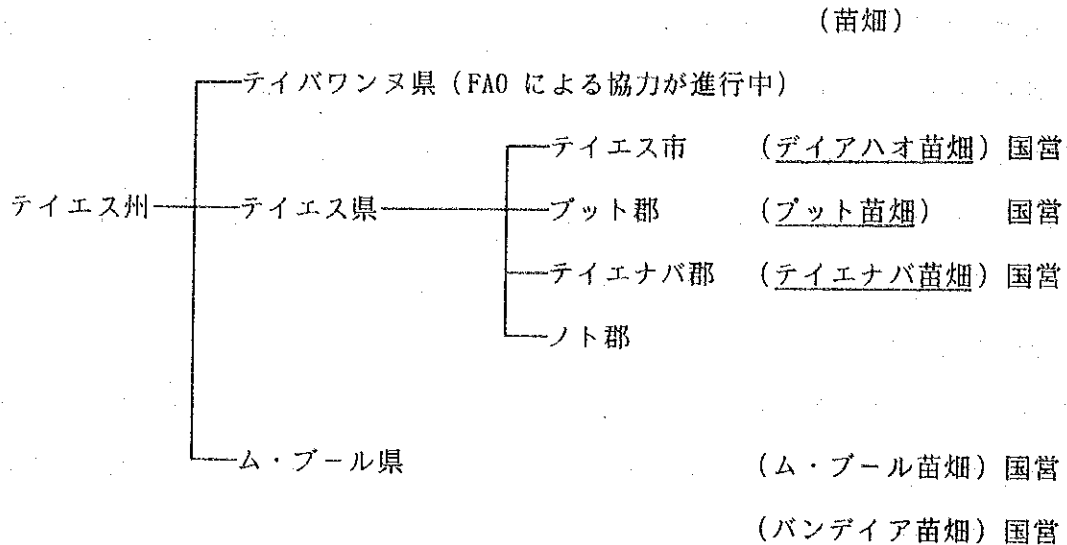 (苗畑)
テイバワンヌ県 (FAO による協力が進行中)
テイエス市 (デイアハオ苗畑) 国営
テイエス州 テイエス県 プット郡 (プット苗畑) 国営
テイエナバ郡 (テイエナバ苗畑) 国営
ノト郡
ム・ブール県 (ム・ブール苗畑) 国営
(バンデイア苗畑) 国営